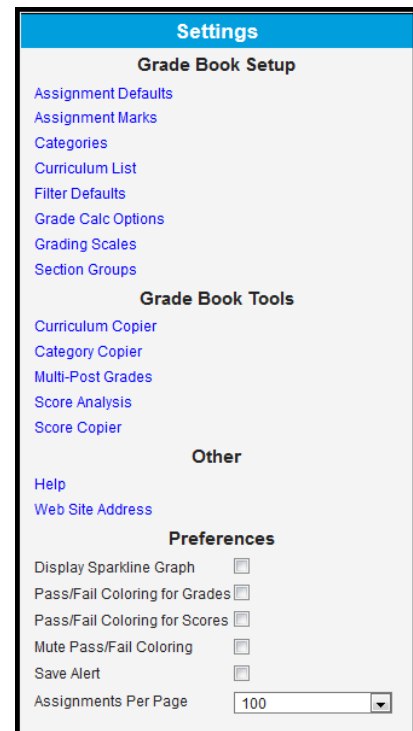 Settings
Grade Book Setup
Assignment Defaults
Assignment Marks
Categories
Curriculum List
Filter Defaults
Grade Calc Options
Grading Scales
Section Groups
Grade Book Tools
Curriculum Copier
Category Copier
Multi-Post Grades
Score Analysis
Score Copier
Other
Help
Web Site Address
Preferences
Display Sparkline Graph
Pass/Fail Coloring for Grades
Pass/Fail Coloring for Scores
Mute Pass/Fail Coloring
Save Alert
Assignments Per Page 100